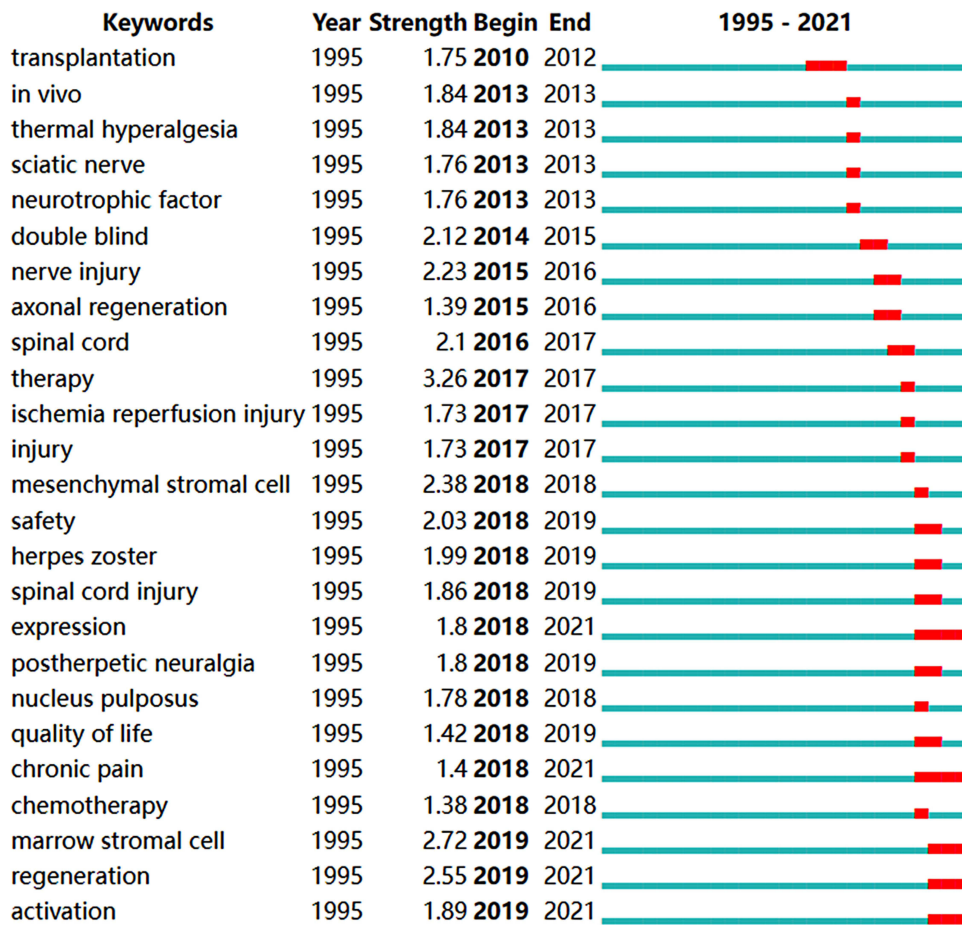 Keywords Year Strength Begin End 1995 - 2021
transplantation 1995 1.75 2010 2012
in vivo 1995 1.84 2013 2013
thermal hyperalgesia 1995 1.84 2013 2013
sciatic nerve 1995 1.76 2013 2013
neurotrophic factor 1995 1.76 2013 2013
double blind 1995 2.12 2014 2015
nerve injury 1995 2.23 2015 2016
axonal regeneration 1995 1.39 2015 2016
spinal cord 1995 2.1 2016 2017
therapy 1995 3.26 2017 2017
ischemia reperfusion injury 1995 1.73 2017 2017
injury 1995 1.73 2017 2017
mesenchymal stromal cell 1995 2.38 2018 2018
safety 1995 2.03 2018 2019
herpes zoster 1995 1.99 2018 2019
spinal cord injury 1995 1.86 2018 2019
expression 1995 1.8 2018 2021
postherpetic neuralgia 1995 1.8 2018 2019
nucleus pulposus 1995 1.78 2018 2018
quality of life 1995 1.42 2018 2019
chronic pain 1995 1.4 2018 2021
chemotherapy 1995 1.38 2018 2018
marrow stromal cell 1995 2.72 2019 2021
regeneration 1995 2.55 2019 2021
activation 1995 1.89 2019 2021